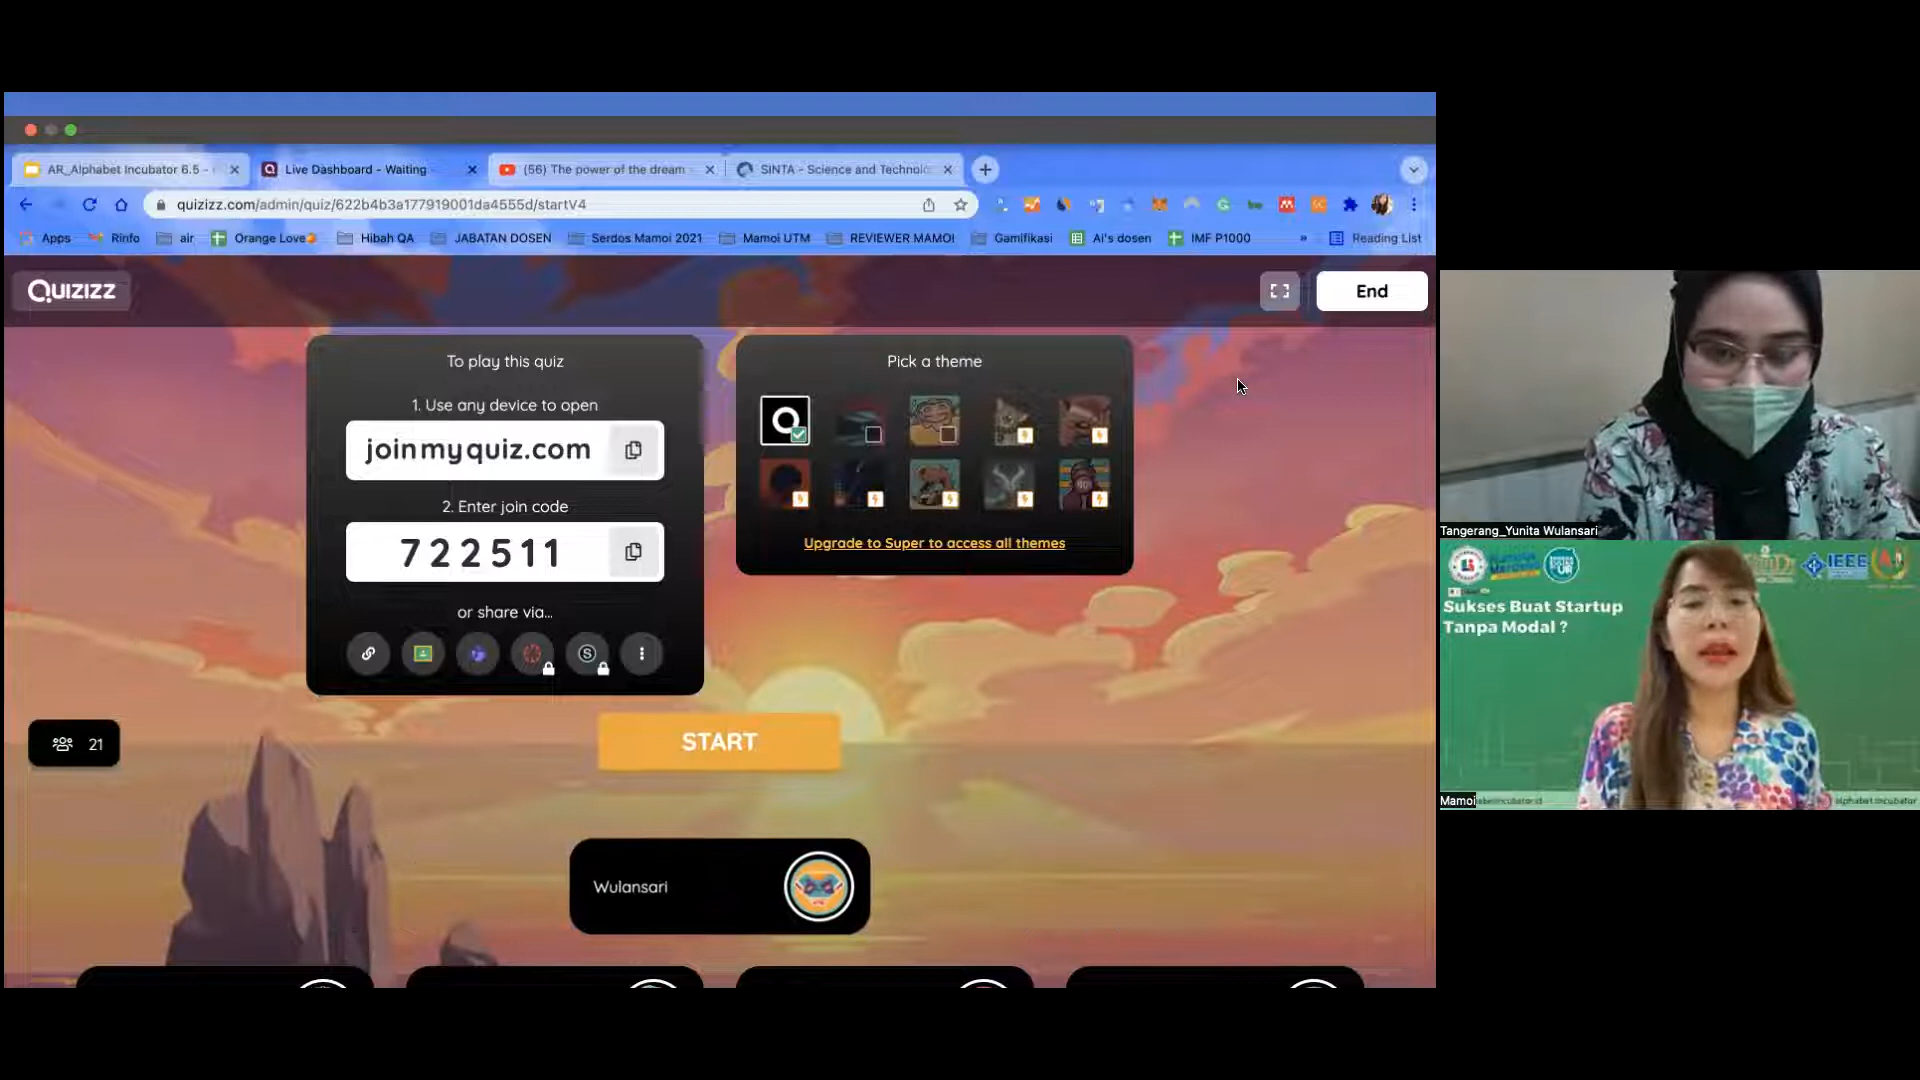 AR_Alphabet Incubator 6.5 -
Live Dashboard - Waiting
(56) The power of the dream
SINTA - Science and Technolo
quizizz.com/admin/quiz/622b4b3a177919001da4555d/startV4
Apps
Rinfo
air
Orange Love
Hibah QA
JABATAN DOSEN
Serdos Mamoi 2021
Mamoi UTM
REVIEWER MAMOI
Gamifikasi
Ai's dosen
IMF P1000
»
Reading List
Quizizz
End
To play this quiz
1. Use any device to open
joinmyquiz.com
2. Enter join code
722511
or share via...
Pick a theme
Upgrade to Super to access all themes
21
START
Wulansari
Tangerang_Yunita Wulansari
IEEE
Sukses Buat Startup
Tanpa Modal ?
Mamoi
alphabet.incubator